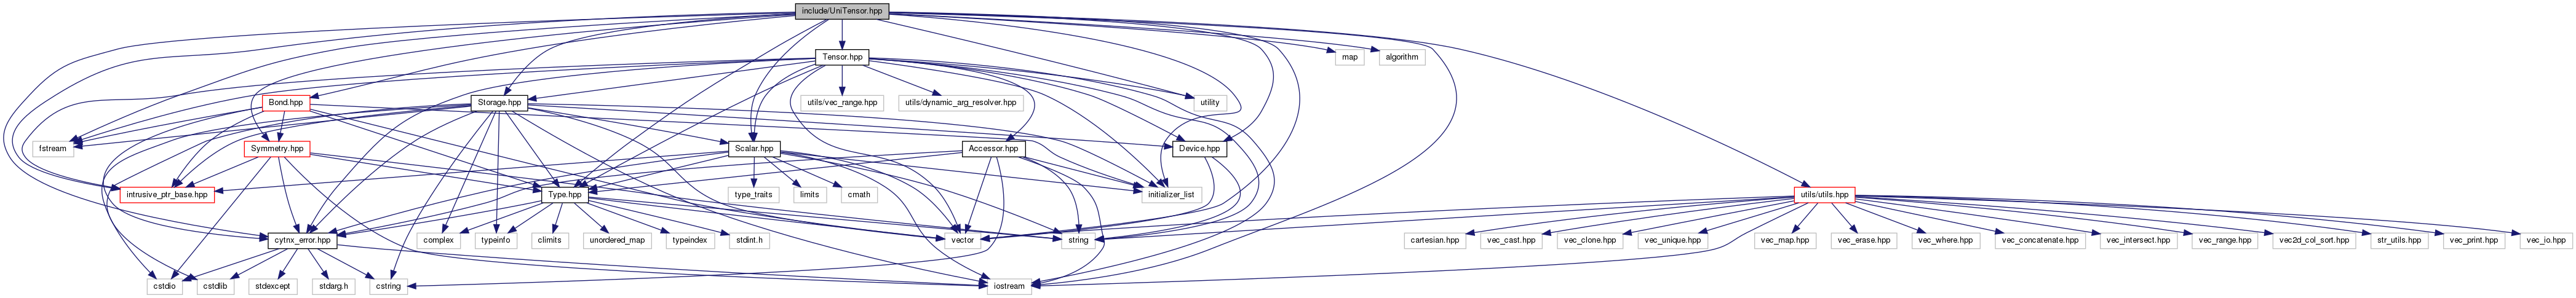 include/UniTensor.hpp
Tensor.hpp
map
algorithm
Bond.hpp
Storage.hpp
utils/vec_range.hpp
utils/dynamic_arg_resolver.hpp
utility
fstream
Symmetry.hpp
Scalar.hpp
Accessor.hpp
Device.hpp
intrusive_ptr_base.hpp
Type.hpp
type_traits
limits
cmath
initializer_list
utils/utils.hpp
cytnx_error.hpp
complex
typeinfo
climits
unordered_map
typeindex
stdint.h
vector
string
cartesian.hpp
vec_cast.hpp
vec_clone.hpp
vec_unique.hpp
vec_map.hpp
vec_erase.hpp
vec_where.hpp
vec_concatenate.hpp
vec_intersect.hpp
vec_range.hpp
vec2d_col_sort.hpp
str_utils.hpp
vec_print.hpp
vec_io.hpp
cstdio
cstdlib
stdexcept
stdarg.h
cstring
iostream